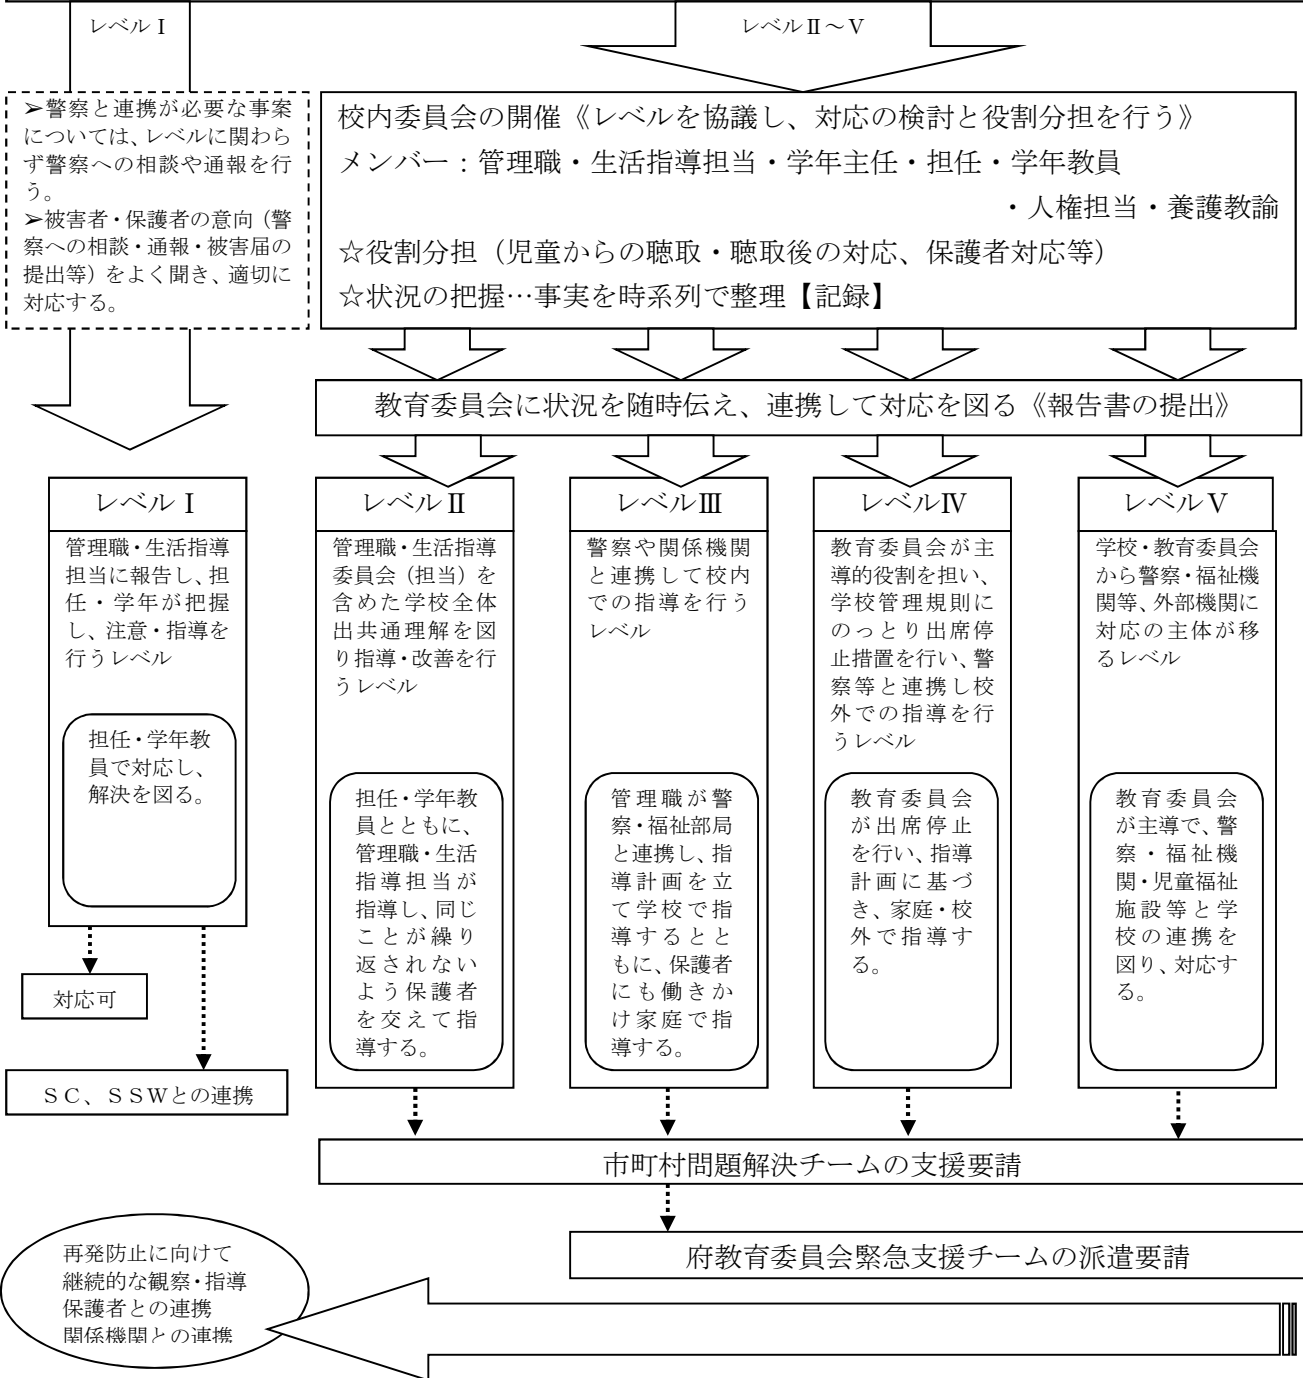 レベルⅠ
レベルⅡ～Ⅴ
➢警察と連携が必要な事案
については、レベルに関わら
ず警察への相談や通報を行
う。
➢被害者・保護者の意向（警
察への相談・通報・被害届の
提出等）をよく聞き、適切に
対応する。
校内委員会の開催《レベルを協議し、対応の検討と役割分担を行う》
メンバー：管理職・生活指導担当・学年主任・担任・学年教員
・人権担当・養護教諭
☆役割分担（児童からの聴取・聴取後の対応、保護者対応等）
☆状況の把握…事実を時系列で整理【記録】
教育委員会に状況を随時伝え、連携して対応を図る《報告書の提出》
レベルⅠ
管理職・生活指導
担当に報告し、担
任・学年が把握
し、注意・指導を
行うレベル
担任・学年教
員で対応し、
解決を図る。
対応可
ＳＣ、ＳＳＷとの連携
レベルⅡ
管理職・生活指導
委員会（担当）を
含めた学校全体
出共通理解を図
り指導・改善を行
うレベル
担任・学年教
員とともに、
管理職・生活
指導担当が
指導し、同じ
ことが繰り
返されない
よう保護者
を交えて指
導する。
レベルⅢ
警察や関係機関
と連携して校内
での指導を行う
レベル
管理職が警
察・福祉部局
と連携し、指
導計画を立
て学校で指
導するとと
もに、保護者
にも働きか
け家庭で指
導する。
レベルⅣ
教育委員会が主
導的役割を担い、
学校管理規則に
のっとり出席停
止措置を行い、警
察等と連携し校
外での指導を行
うレベル
教育委員会
が出席停止
を行い、指導
計画に基づ
き、家庭・校
外で指導す
る。
レベルⅤ
学校・教育委員会
から警察・福祉機
関等、外部機関に
対応の主体が移
るレベル
教育委員会
が主導で、警
察・福祉機
関・児童福祉
施設等と学
校の連携を
図り、対応す
る。
市町村問題解決チームの支援要請
府教育委員会緊急支援チームの派遣要請
再発防止に向けて
継続的な観察・指導
保護者との連携
関係機関との連携